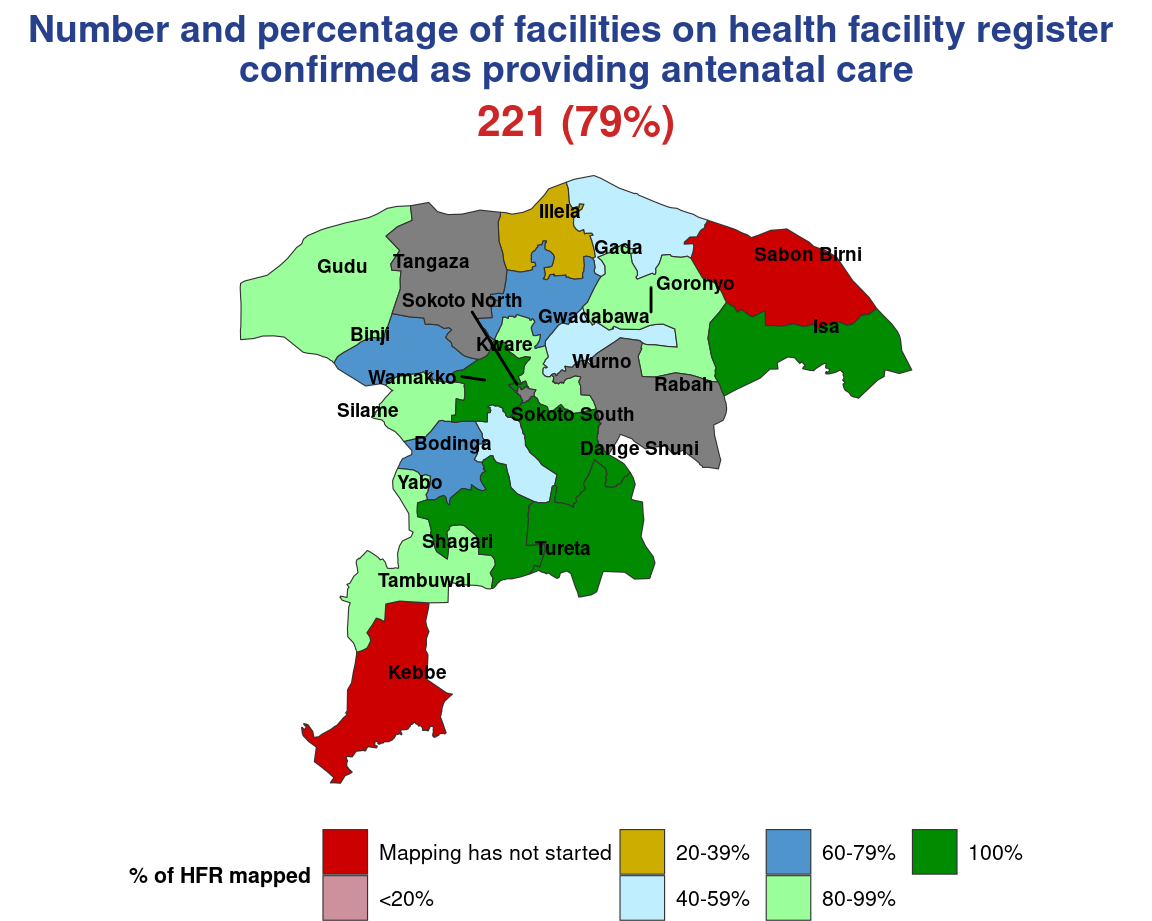 Number and percentage of facilities on health facility register
confirmed as providing antenatal care
221 (79%)
Illela
Gada
Sabon Birni
Gudu
Tangaza
Goronyo
Sokoto North
Gwadabawa
Isa
Binji
Kware
Wurno
Wamakko
Rabah
Silame
Sokoto South
Bodinga
Dange Shuni
Yabo
Shagari
Tureta
Tambuwal
Kebbe
% of HFR mapped
Mapping has not started
<20%
20-39%
40-59%
60-79%
80-99%
100%